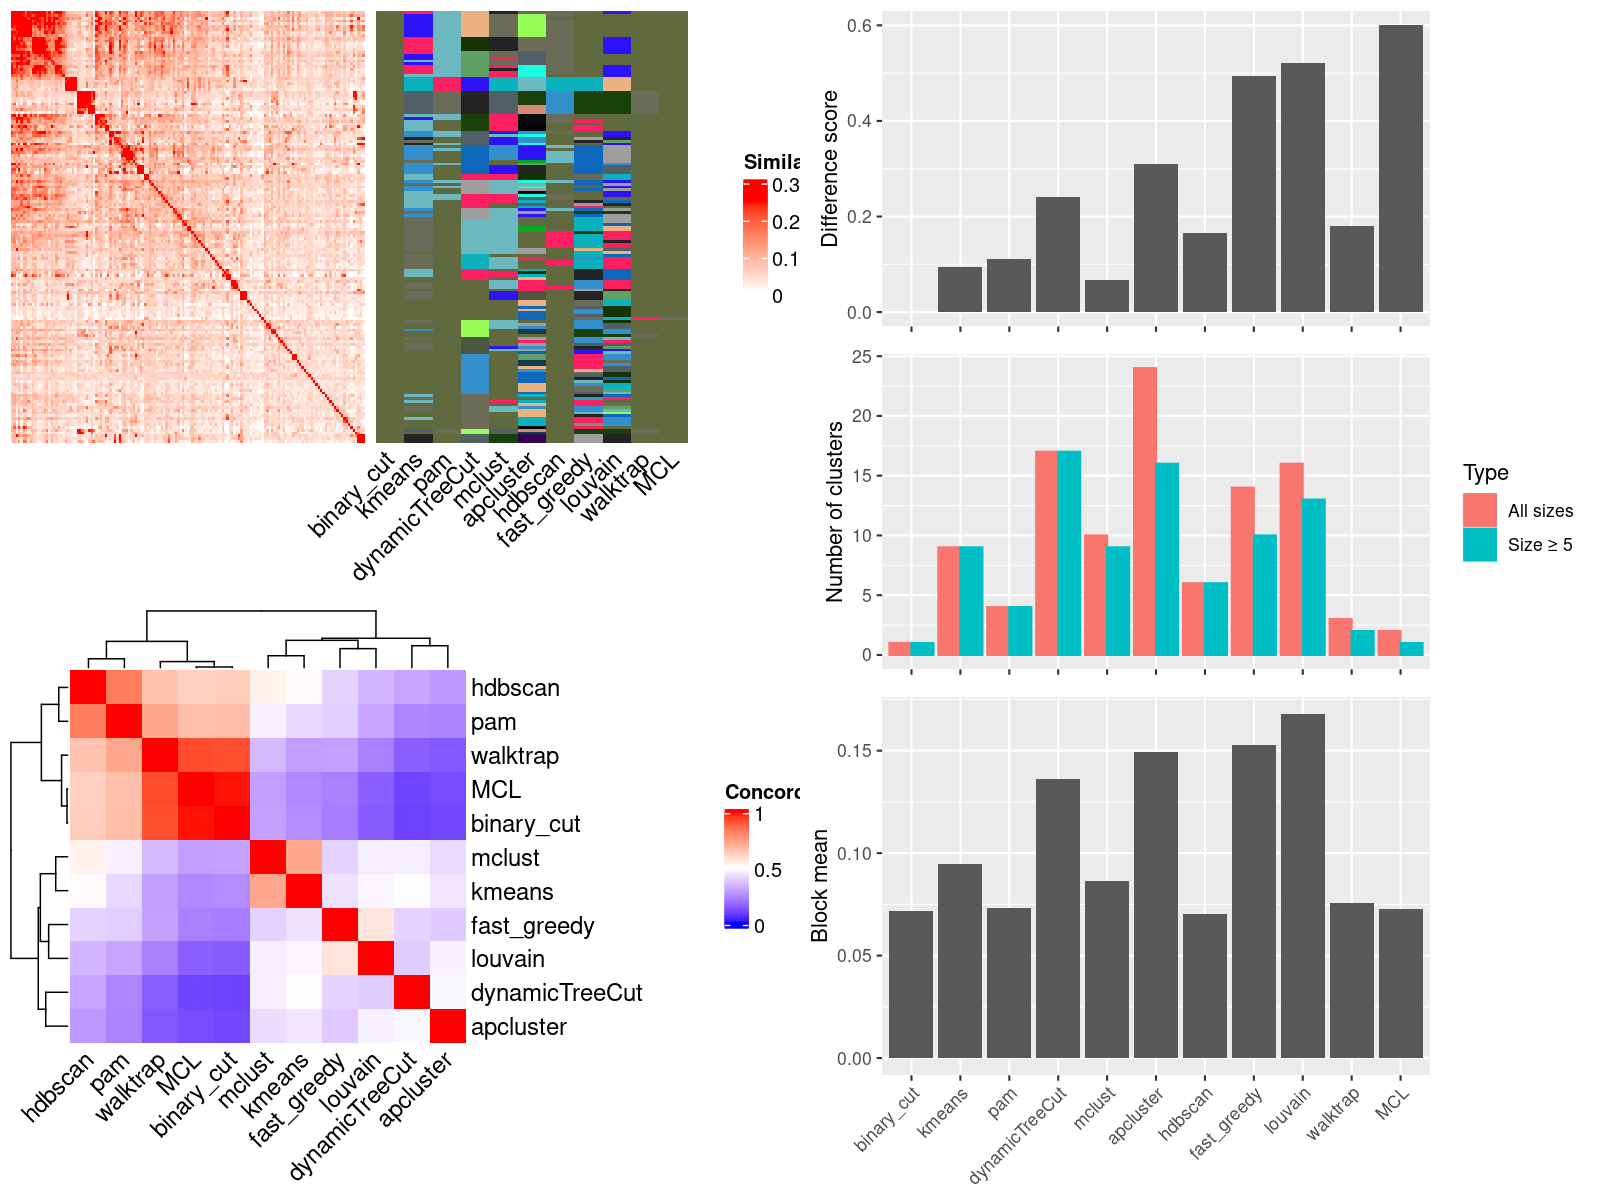 Simila
0.3
0.2
0.1
0
binary_cut
kmeans
pam
dynamicTreeCut
mclust
apcluster
hdbscan
fast_greedy
louvain
walktrap
MCL
hdbscan
pam
walktrap
MCL
binary_cut
mclust
kmeans
fast_greedy
louvain
dynamicTreeCut
apcluster
Concord
1
0.5
0
hdbscan
pam
walktrap
MCL
binary_cut
mclust
kmeans
fast_greedy
louvain
dynamicTreeCut
apcluster
Difference score
0.6
0.4
0.2
0.0
Number of clusters
25
20
15
10
5
0
Type
All sizes
Size ≥ 5
Block mean
0.15
0.10
0.05
0.00
binary_cut
kmeans
pam
dynamicTreeCut
mclust
apcluster
hdbscan
fast_greedy
louvain
walktrap
MCL